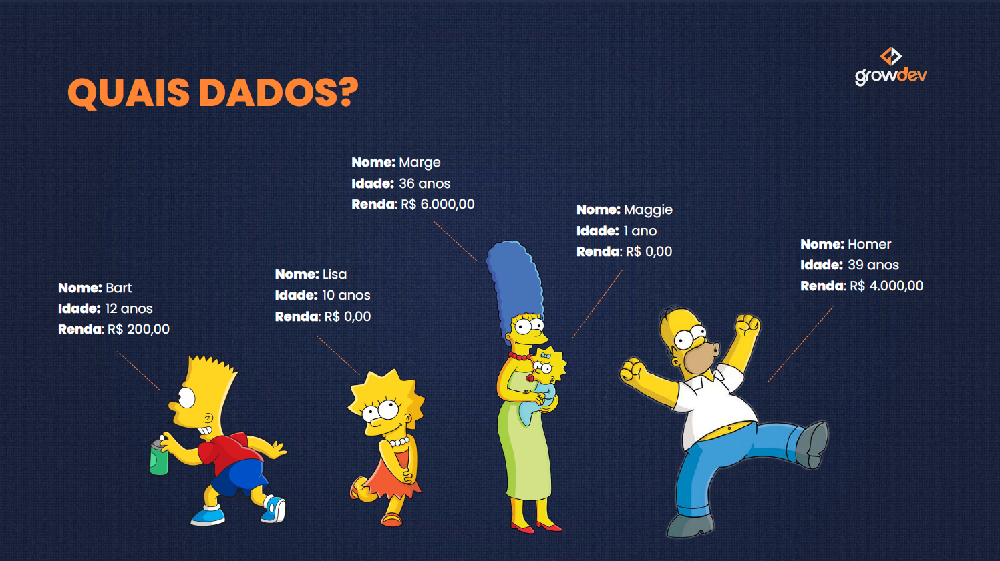 growdev
QUAIS DADOS?
Nome: Marge
Idade: 36 anos
Renda: R$ 6.000,00
Nome: Maggie
Idade: 1 ano
Renda: R$ 0,00
Nome: Homer
Idade: 39 anos
Renda: R$ 4.000,00
Nome: Lisa
Idade: 10 anos
Renda: R$ 0,00
Nome: Bart
Idade: 12 anos
Renda: R$ 200,00